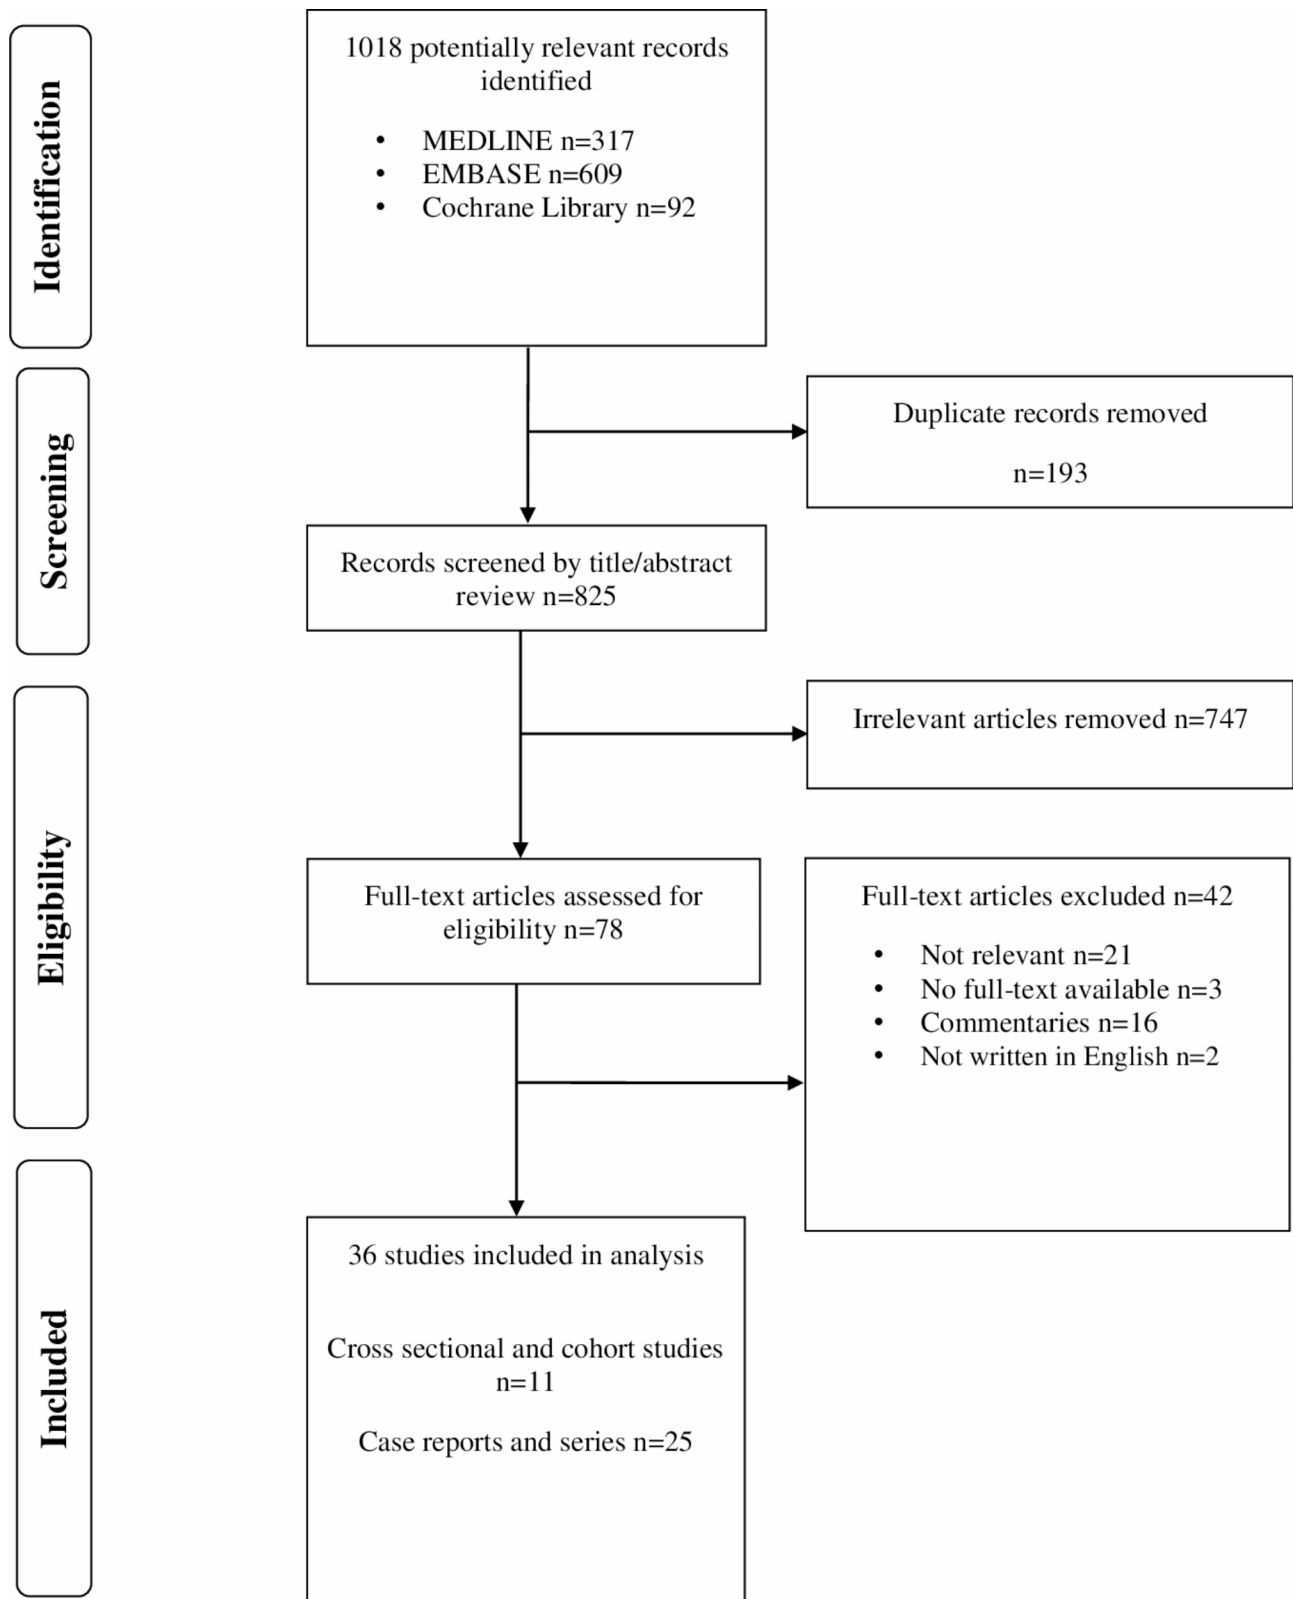 Identification
1018 potentially relevant records
identified
• MEDLINE n=317
• EMBASE n=609
• Cochrane Library n=92
Screening
Duplicate records removed
n=193
Records screened by title/abstract
review n=825
Eligibility
Irrelevant articles removed n=747
Full-text articles assessed for
eligibility n=78
Full-text articles excluded n=42
• Not relevant n=21
• No full-text available n=3
• Commentaries n=16
• Not written in English n=2
Included
36 studies included in analysis
Cross sectional and cohort studies
n=11
Case reports and series n=25